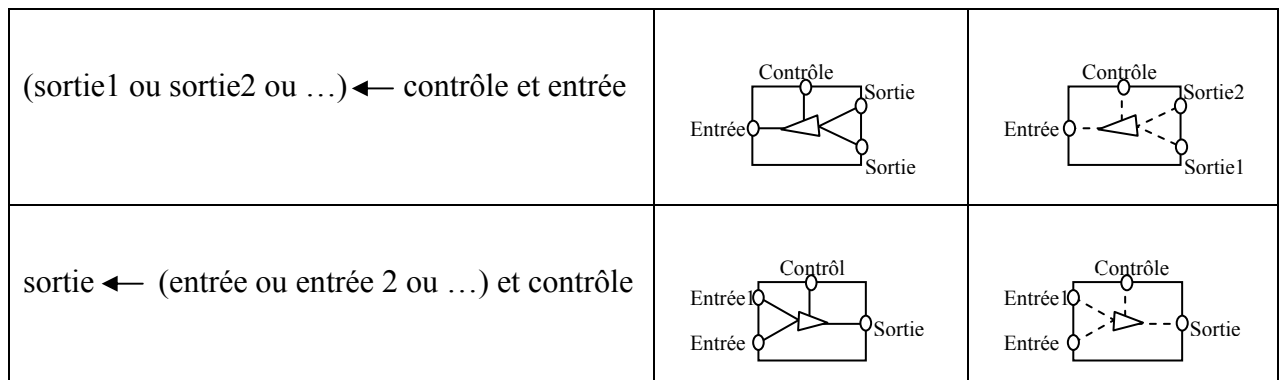 (sortie1 ou sortie2 ou …) ← contrôle et entrée
Contrôle
Sortie
Entrée
Sortie
Contrôle
Sortie2
Entrée
Sortie1
sortie ← (entrée ou entrée 2 ou …) et contrôle
Contrôl
Entrée1
Sortie
Entrée
Contrôle
Entrée1
Sortie
Entrée